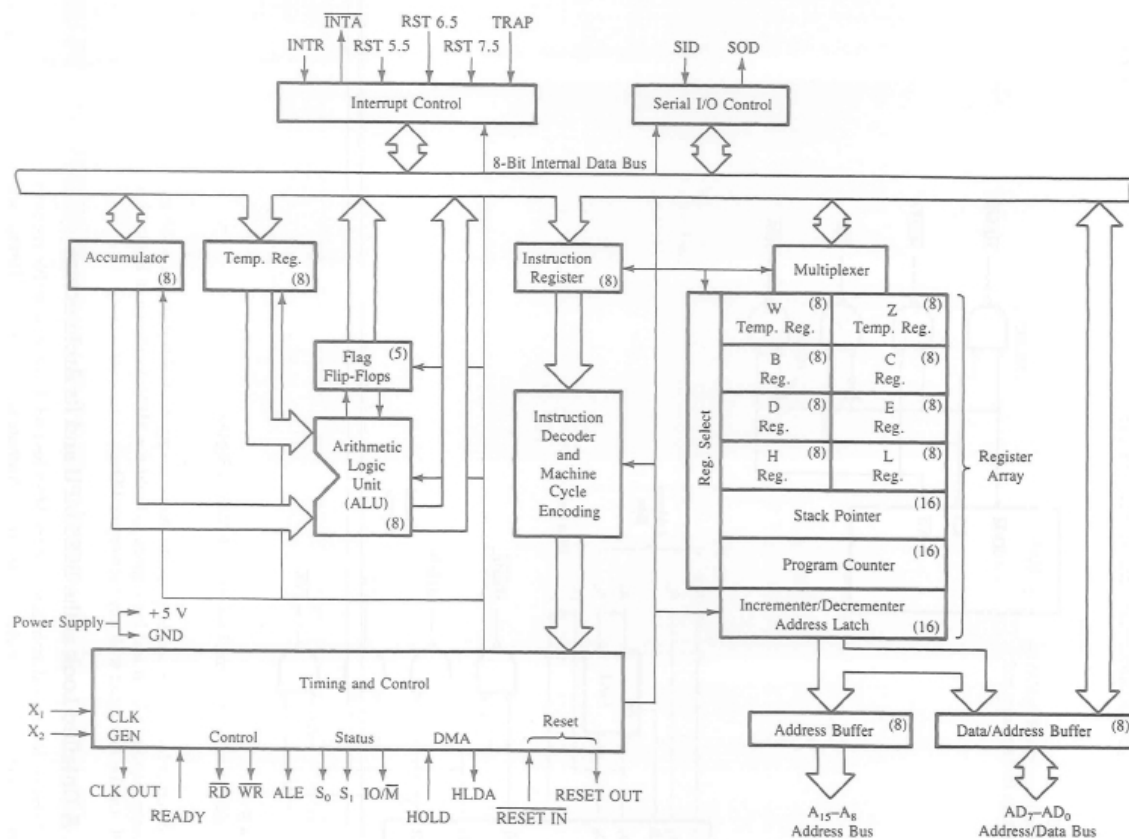 INTR
I̅N̅T̅A̅
RST 5.5
RST 6.5
RST 7.5
TRAP
Interrupt Control
SID
SOD
Serial I/O Control
8-Bit Internal Data Bus
Accumulator
(8)
Temp. Reg.
(8)
Instruction
Register
(8)
Multiplexer
Flag
Flip-Flops
(5)
Arithmetic
Logic
Unit
(ALU)
(8)
Instruction
Decoder
and
Machine
Cycle
Encoding
Reg. Select
W (8)
Temp. Reg.
Z (8)
Temp. Reg.
B (8)
Reg.
C (8)
Reg.
D (8)
Reg.
E (8)
Reg.
H (8)
Reg.
L (8)
Reg.
Stack Pointer (16)
Program Counter (16)
Incrementer/Decrementer
Address Latch (16)
Register
Array
Power Supply
+5 V
GND
Timing and Control
X₁
X₂
CLK
GEN
Control
Status
DMA
Reset
CLK OUT
READY
R̅D̅
W̅R̅
ALE
S₀
S₁
IO/M̅
HOLD
HLDA
R̅E̅S̅E̅T̅ I̅N̅
RESET OUT
Address Buffer (8)
Data/Address Buffer (8)
A₁₅–A₈
Address Bus
AD₇–AD₀
Address/Data Bus